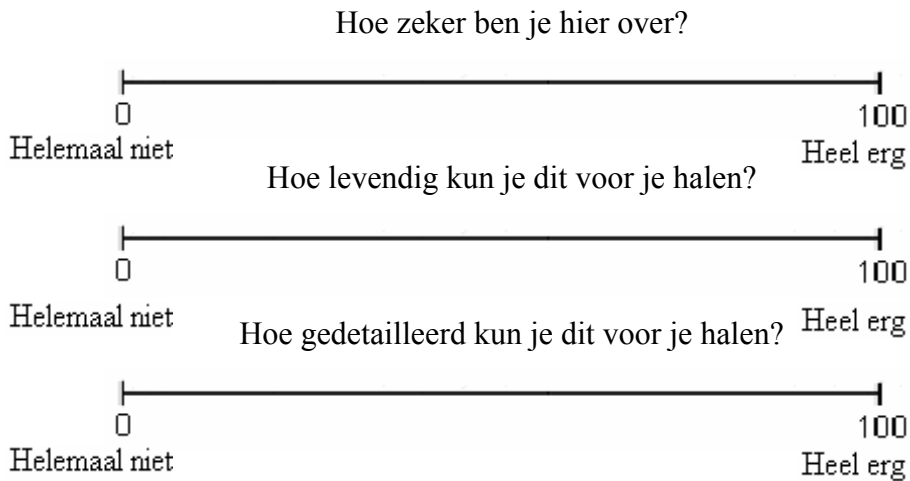 Hoe zeker ben je hier over?
0 100
Helemaal niet Heel erg
Hoe levendig kun je dit voor je halen?
0 100
Helemaal niet Heel erg
Hoe gedetailleerd kun je dit voor je halen?
0 100
Helemaal niet Heel erg